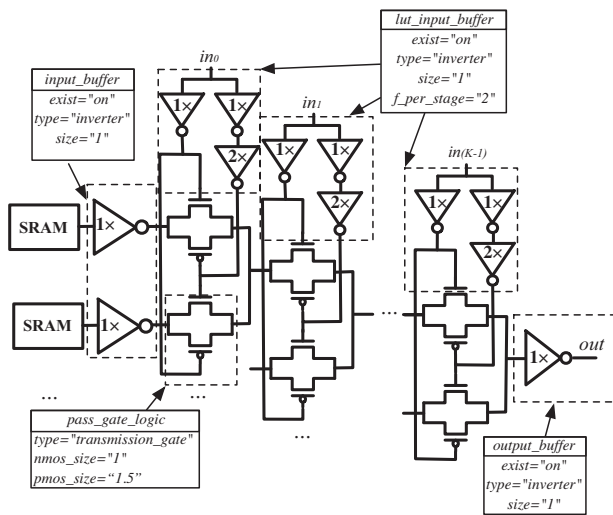 lut_input_buffer
exist="on"
type="inverter"
size="1"
f_per_stage="2"
input_buffer
exist="on"
type="inverter"
size="1"
in0
1× 1×
2×
in1
1× 1×
2×
in(K-1)
1× 1×
2×
SRAM 1×
SRAM 1×
...
...
...
...
1× out
pass_gate_logic
type="transmission_gate"
nmos_size="1"
pmos_size=“1.5”
output_buffer
exist="on"
type="inverter"
size="1"